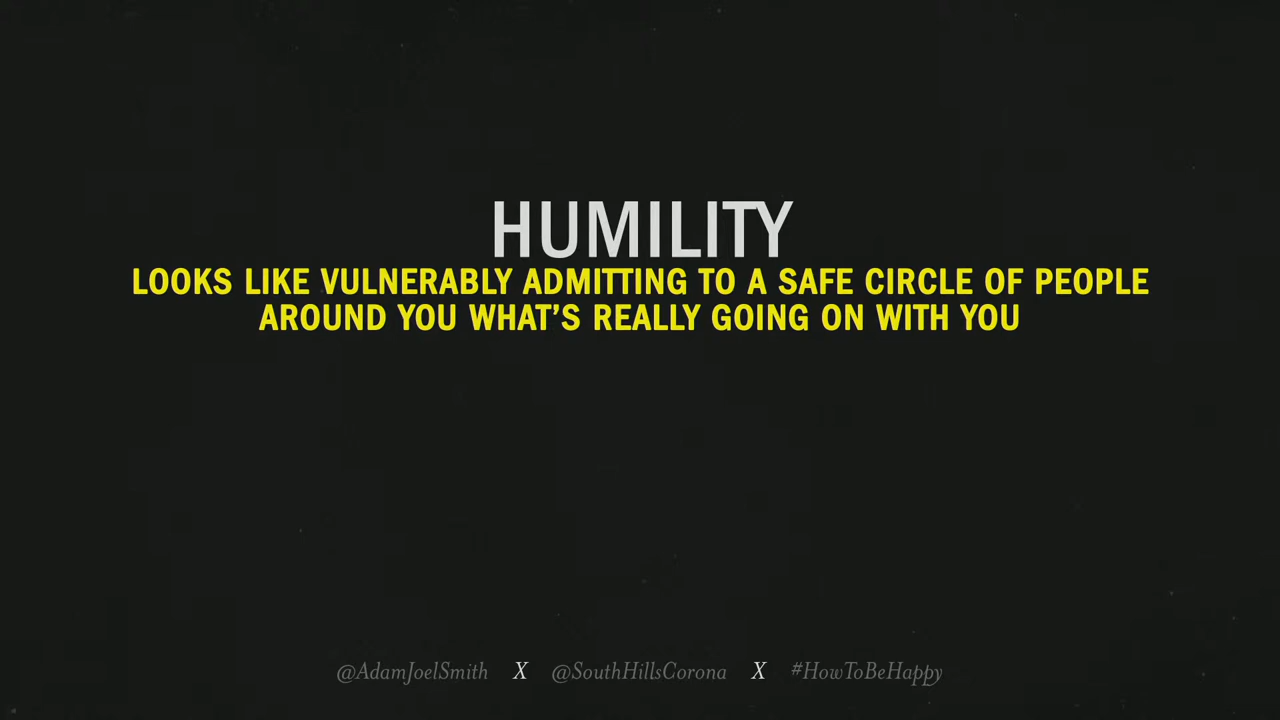 HUMILITY
LOOKS LIKE VULNERABLY ADMITTING TO A SAFE CIRCLE OF PEOPLE
AROUND YOU WHAT’S REALLY GOING ON WITH YOU
@AdamJoelSmith X @SouthHillsCorona X #HowToBeHappy